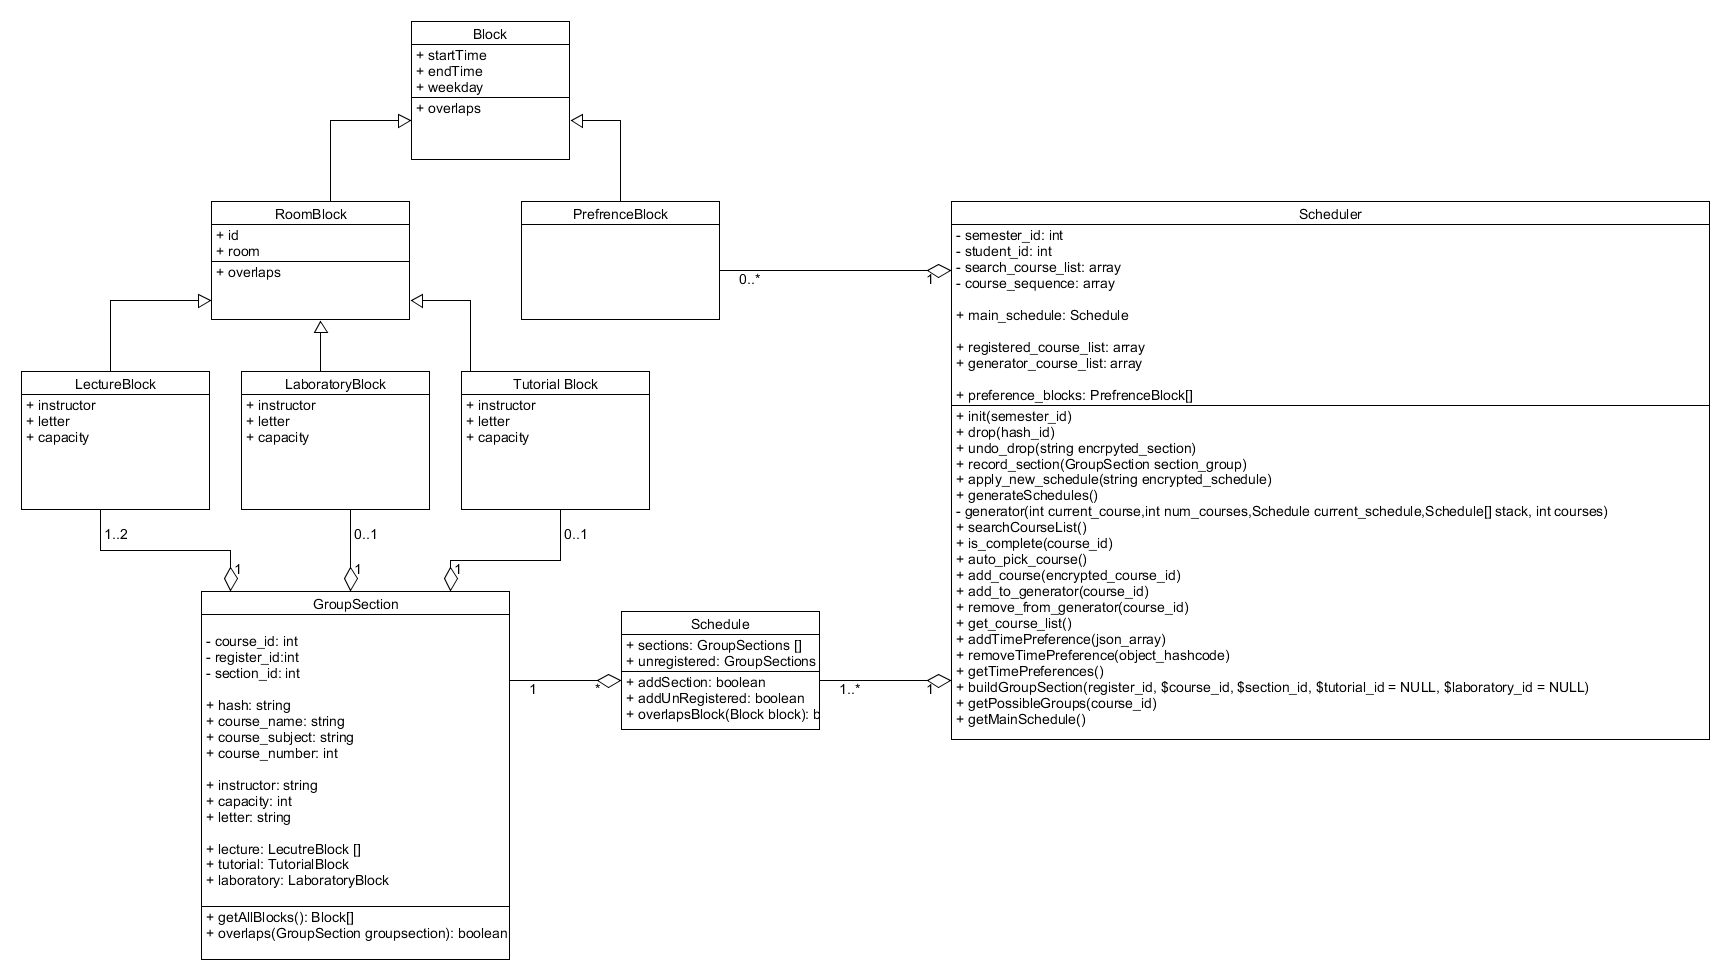 Block
+ startTime
+ endTime
+ weekday
+ overlaps
RoomBlock
+ id
+ room
+ overlaps
PrefrenceBlock
0..*
1
Scheduler
- semester_id: int
- student_id: int
- search_course_list: array
- course_sequence: array
+ main_schedule: Schedule
+ registered_course_list: array
+ generator_course_list: array
+ preference_blocks: PrefrenceBlock[]
+ init(semester_id)
+ drop(hash_id)
+ undo_drop(string encrpyted_section)
+ record_section(GroupSection section_group)
+ apply_new_schedule(string encrypted_schedule)
+ generateSchedules()
- generator(int current_course,int num_courses,Schedule current_schedule,Schedule[] stack, int courses)
+ searchCourseList()
+ is_complete(course_id)
+ auto_pick_course()
+ add_course(encrypted_course_id)
+ add_to_generator(course_id)
+ remove_from_generator(course_id)
+ get_course_list()
+ addTimePreference(json_array)
+ removeTimePreference(object_hashcode)
+ getTimePreferences()
+ buildGroupSection(register_id, $course_id, $section_id, $tutorial_id = NULL, $laboratory_id = NULL)
+ getPossibleGroups(course_id)
+ getMainSchedule()
LectureBlock
+ instructor
+ letter
+ capacity
LaboratoryBlock
+ instructor
+ letter
+ capacity
Tutorial Block
+ instructor
+ letter
+ capacity
1..2
0..1
0..1
1
1
1
GroupSection
- course_id: int
- register_id:int
- section_id: int
+ hash: string
+ course_name: string
+ course_subject: string
+ course_number: int
+ instructor: string
+ capacity: int
+ letter: string
+ lecture: LecutreBlock []
+ tutorial: TutorialBlock
+ laboratory: LaboratoryBlock
+ getAllBlocks(): Block[]
+ overlaps(GroupSection groupsection): boolean
1
*
Schedule
+ sections: GroupSections []
+ unregistered: GroupSections
+ addSection: boolean
+ addUnRegistered: boolean
+ overlapsBlock(Block block): b
1..*
1